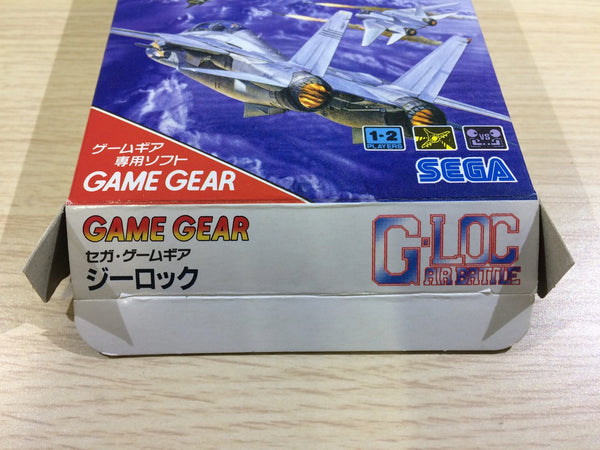 ゲームギア
専用ソフト
GAME GEAR
1-2
PLAYERS
VS
SEGA
GAME GEAR
セガ・ゲームギア
ジーロック
G-LOC
AIR BATTLE